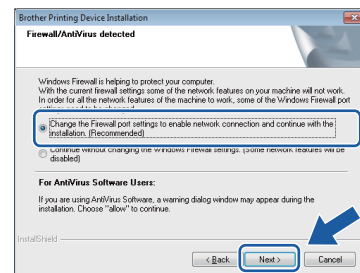 Brother Printing Device Installation
Firewall/AntiVirus detected
Windows Firewall is helping to protect your computer.
With the current firewall settings some of the network features on your machine will not work.
In order for all the network features of the machine to work, some of the Windows Firewall port
Change the Firewall port settings to enable network connection and continue with the
installation. (Recommended)
Continue without changing the Windows Firewall settings. (Some network features will be
disabled)
For AntiVirus Software Users:
If you are using AntiVirus Software, a warning dialog window may appear during the
installation. Choose "allow" to continue.
InstallShield
< Back
Next >
Cancel